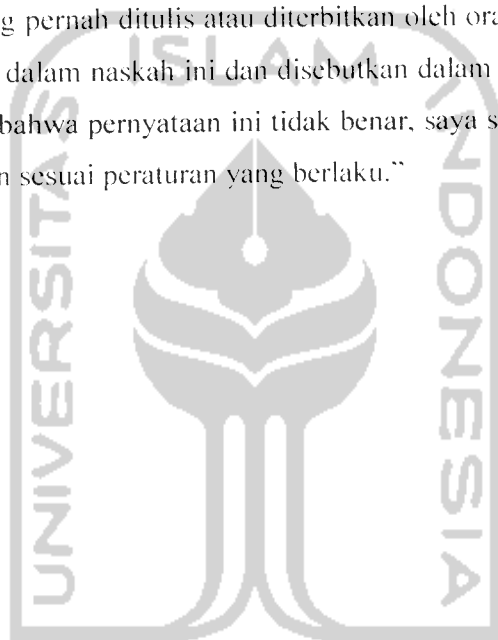 g pernah ditulis atau diterbitkan oleh ora
dalam naskah ini dan disebutkan dalam
bahwa pernyataan ini tidak benar, saya s
n sesuai peraturan yang berlaku.”
ISLAM
UNIVERSITAS
INDONESIA